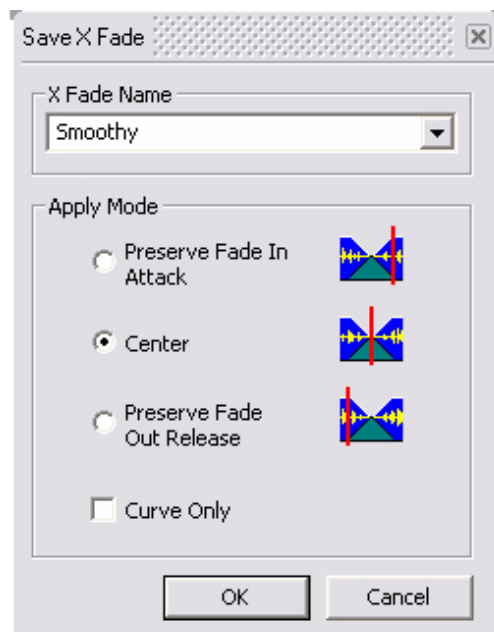 Save X Fade
X Fade Name
Smoothy
Apply Mode
Preserve Fade In
Attack
Center
Preserve Fade
Out Release
Curve Only
OK
Cancel